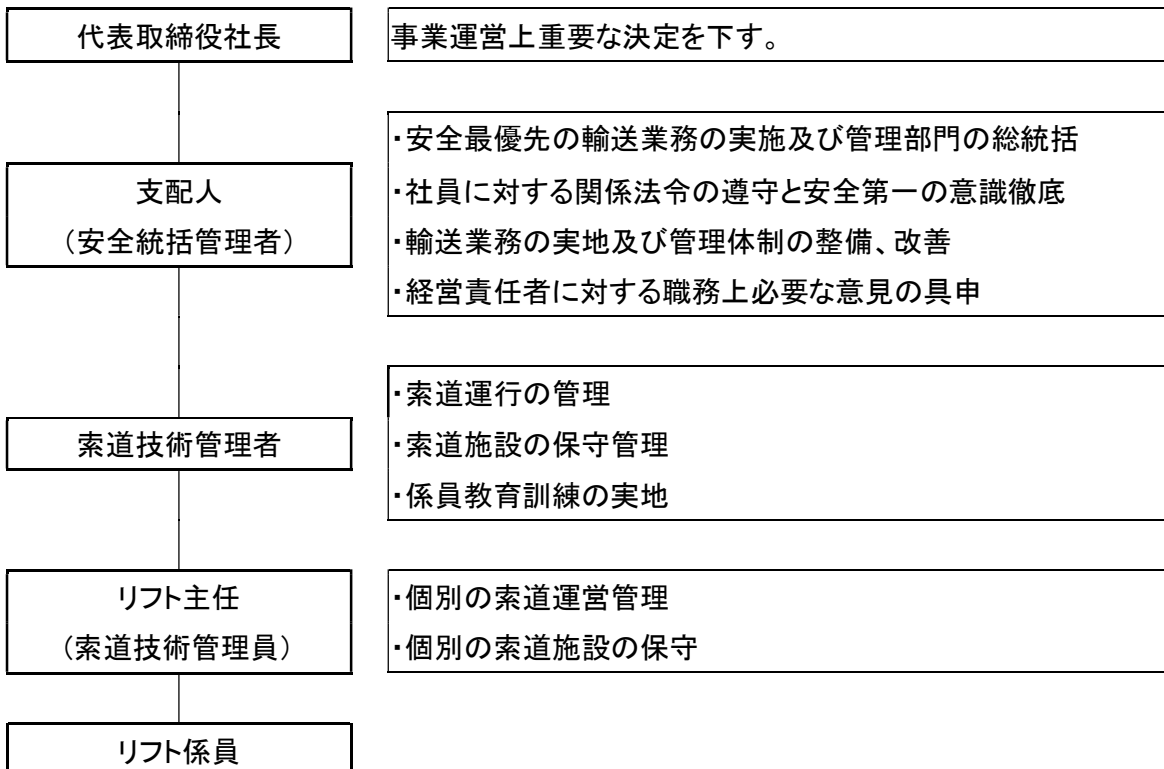 代表取締役社長
事業運営上重要な決定を下す。
支配人
(安全統括管理者)
・安全最優先の輸送業務の実施及び管理部門の総統括
・社員に対する関係法令の遵守と安全第一の意識徹底
・輸送業務の実地及び管理体制の整備、改善
・経営責任者に対する職務上必要な意見の具申
索道技術管理者
・索道運行の管理
・索道施設の保守管理
・係員教育訓練の実地
リフト主任
(索道技術管理員)
・個別の索道運営管理
・個別の索道施設の保守
リフト係員